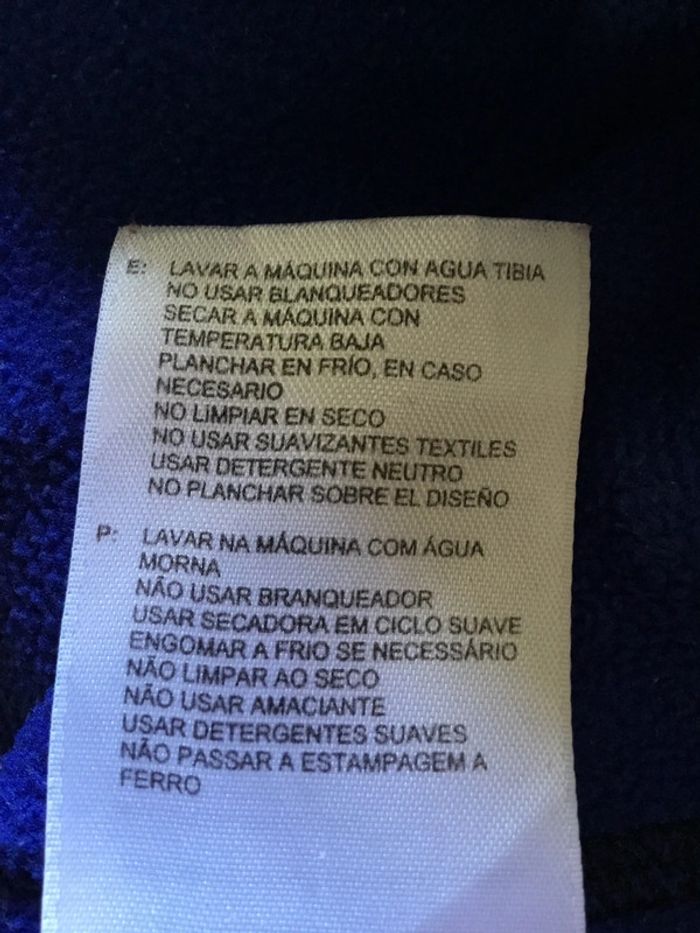 E: LAVAR A MÁQUINA CON AGUA TIBIA
NO USAR BLANQUEADORES
SECAR A MÁQUINA CON
TEMPERATURA BAJA
PLANCHAR EN FRÍO, EN CASO
NECESARIO
NO LIMPIAR EN SECO
NO USAR SUAVIZANTES TEXTILES
USAR DETERGENTE NEUTRO
NO PLANCHAR SOBRE EL DISEÑO
P: LAVAR NA MÁQUINA COM ÁGUA
MORNA
NÃO USAR BRANQUEADOR
USAR SECADORA EM CICLO SUAVE
ENGOMAR A FRIO SE NECESSÁRIO
NÃO LIMPAR AO SECO
NÃO USAR AMACIANTE
USAR DETERGENTES SUAVES
NÃO PASSAR A ESTAMPAGEM A
FERRO